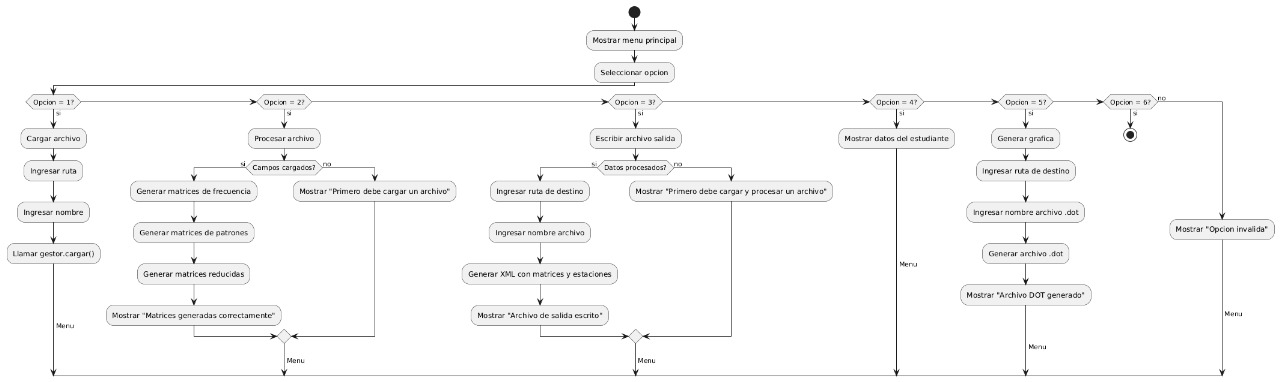 Mostrar menu principal
Seleccionar opcion
Opcion = 1?
Opcion = 2?
Opcion = 3?
Opcion = 4?
Opcion = 5?
Opcion = 6?
no
si
si
si
si
si
si
Cargar archivo
Procesar archivo
Escribir archivo salida
Mostrar datos del estudiante
Generar grafica
si
Campos cargados?
no
si
Datos procesados?
no
Ingresar ruta
Ingresar ruta de destino
Generar matrices de frecuencia
Mostrar "Primero debe cargar un archivo"
Ingresar ruta de destino
Mostrar "Primero debe cargar y procesar un archivo"
Ingresar nombre
Ingresar nombre archivo .dot
Generar matrices de patrones
Ingresar nombre archivo
Mostrar "Opcion invalida"
Llamar gestor.cargar()
Generar archivo .dot
Menu
Generar matrices reducidas
Generar XML con matrices y estaciones
Mostrar "Archivo DOT generado"
Mostrar "Matrices generadas correctamente"
Mostrar "Archivo de salida escrito"
Menu
Menu
Menu
Menu
Menu